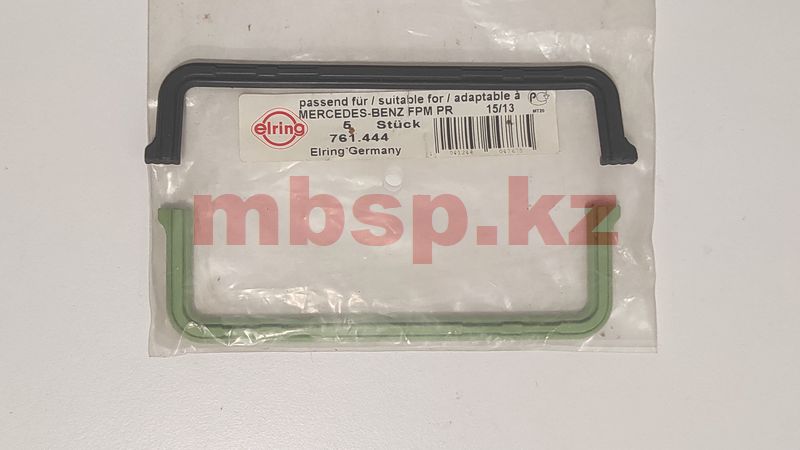 passend für / suitable for / adaptable à
MERCEDES-BENZ FPM PR 15/13
elring
5 Stück
761.444
Elring Germany
mbsp.kz